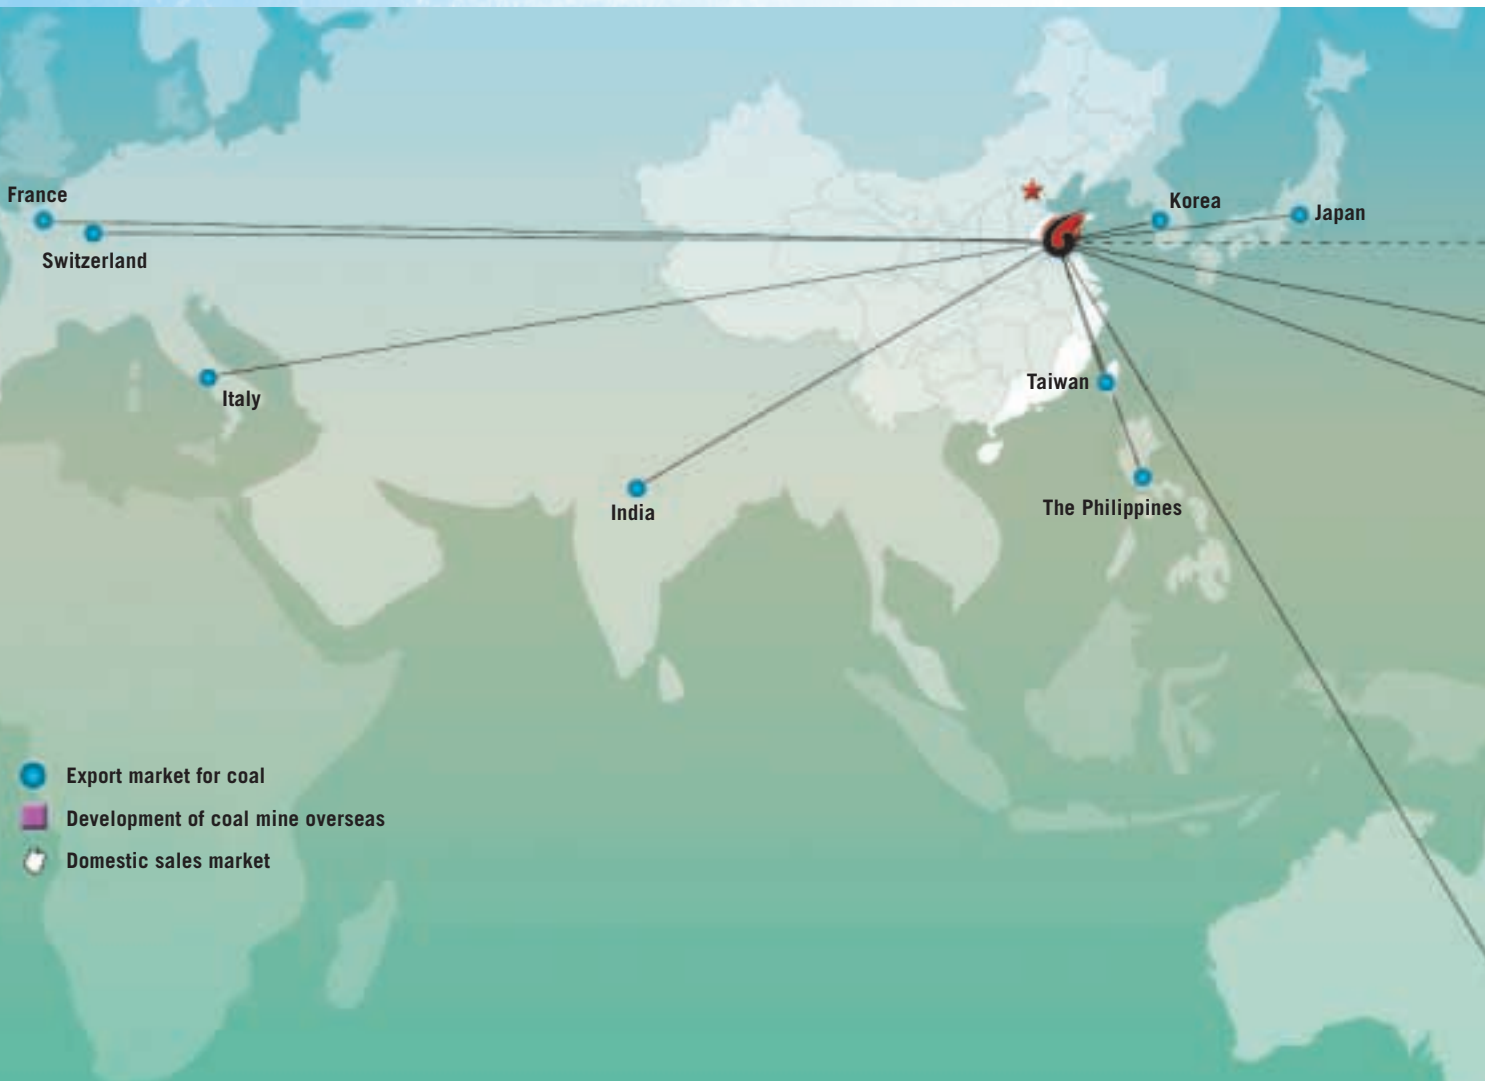 France
Switzerland
Korea
Japan
Italy
Taiwan
India
The Philippines
Export market for coal
Development of coal mine overseas
Domestic sales market